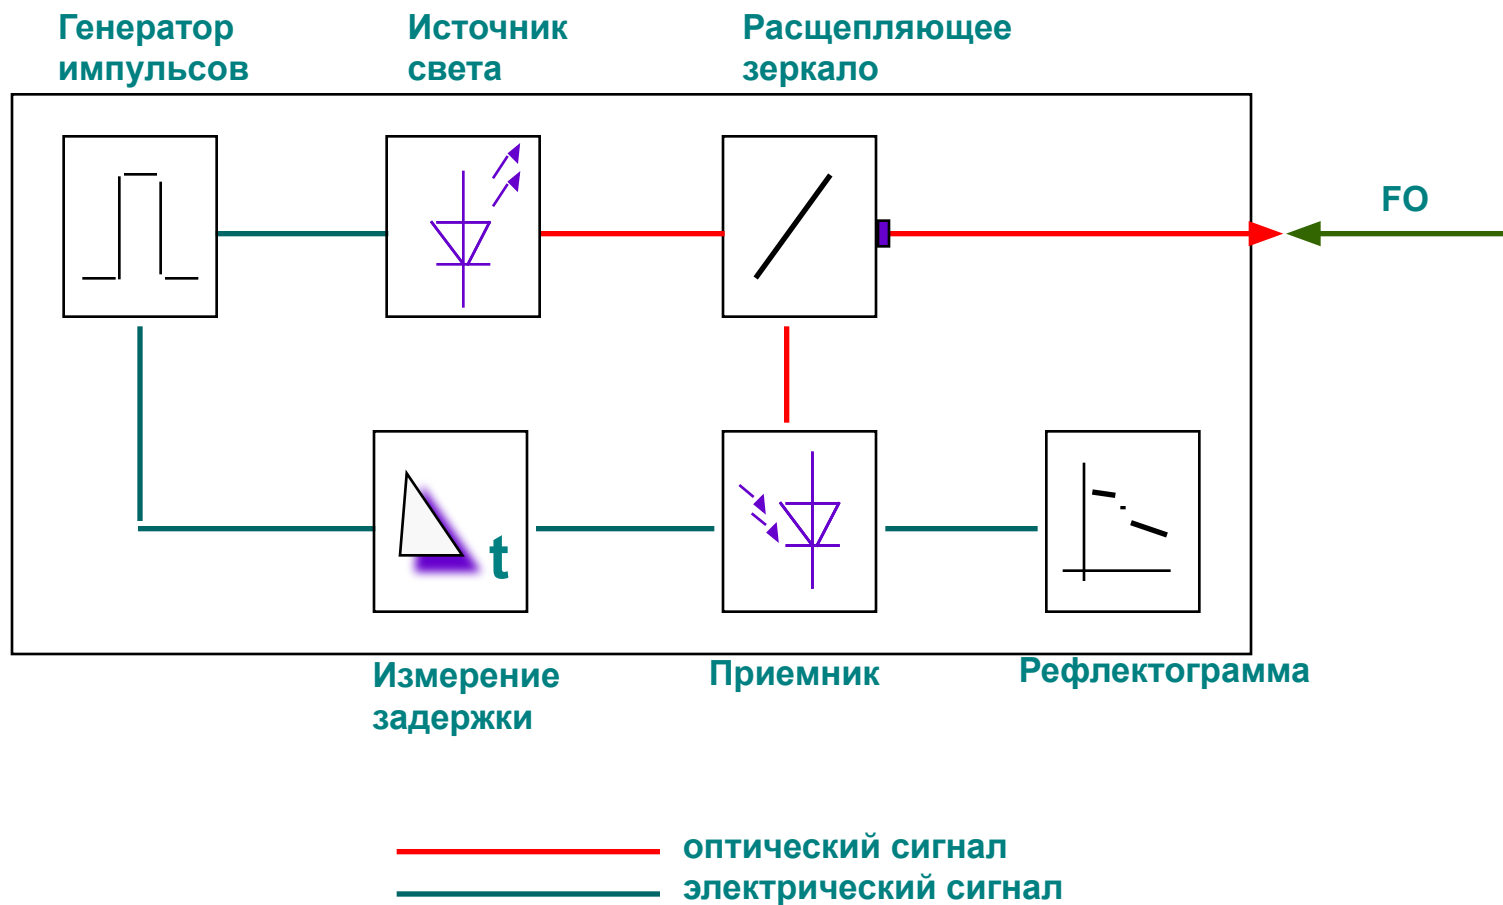 Генератор
импульсов
Источник
света
Расщепляющее
зеркало
FO
t
Измерение
задержки
Приемник
Рефлектограмма
оптический сигнал
электрический сигнал